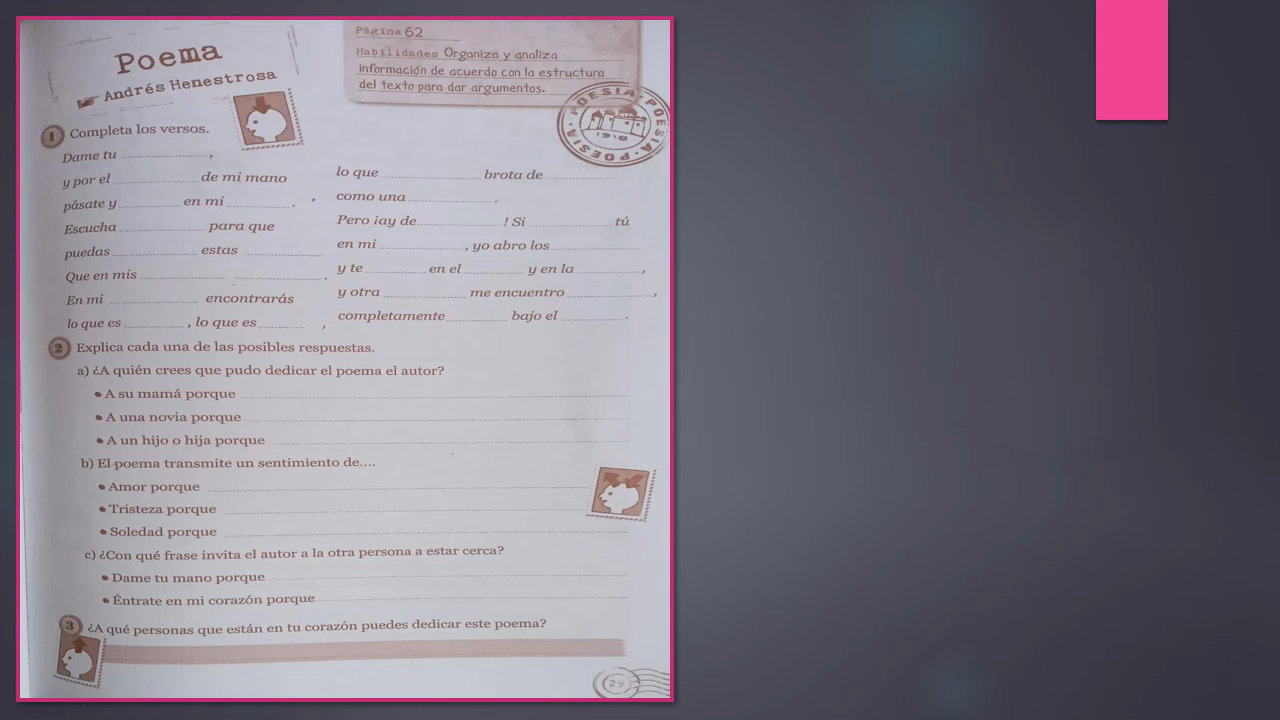 Poema
Andrés Henestrosa
Página 62
Habilidades Organiza y analiza
información de acuerdo con la estructura
del texto para dar argumentos.
POESIA · POESIA · POESIA ·
1910
1 Completa los versos.
Dame tu ,
y por el de mi mano
pásate y en mi .
Escucha para que
puedas estas
Que en mis .
En mi encontrarás
lo que es , lo que es ,
lo que brota de
como una .
Pero ¡ay de ! Si tú
en mi , yo abro los
y te en el y en la ,
y otra me encuentro ,
completamente bajo el .
2 Explica cada una de las posibles respuestas.
a) ¿A quién crees que pudo dedicar el poema el autor?
• A su mamá porque
• A una novia porque
• A un hijo o hija porque
b) El poema transmite un sentimiento de....
• Amor porque
• Tristeza porque
• Soledad porque
c) ¿Con qué frase invita el autor a la otra persona a estar cerca?
• Dame tu mano porque
• Éntrate en mi corazón porque
3 ¿A qué personas que están en tu corazón puedes dedicar este poema?
29